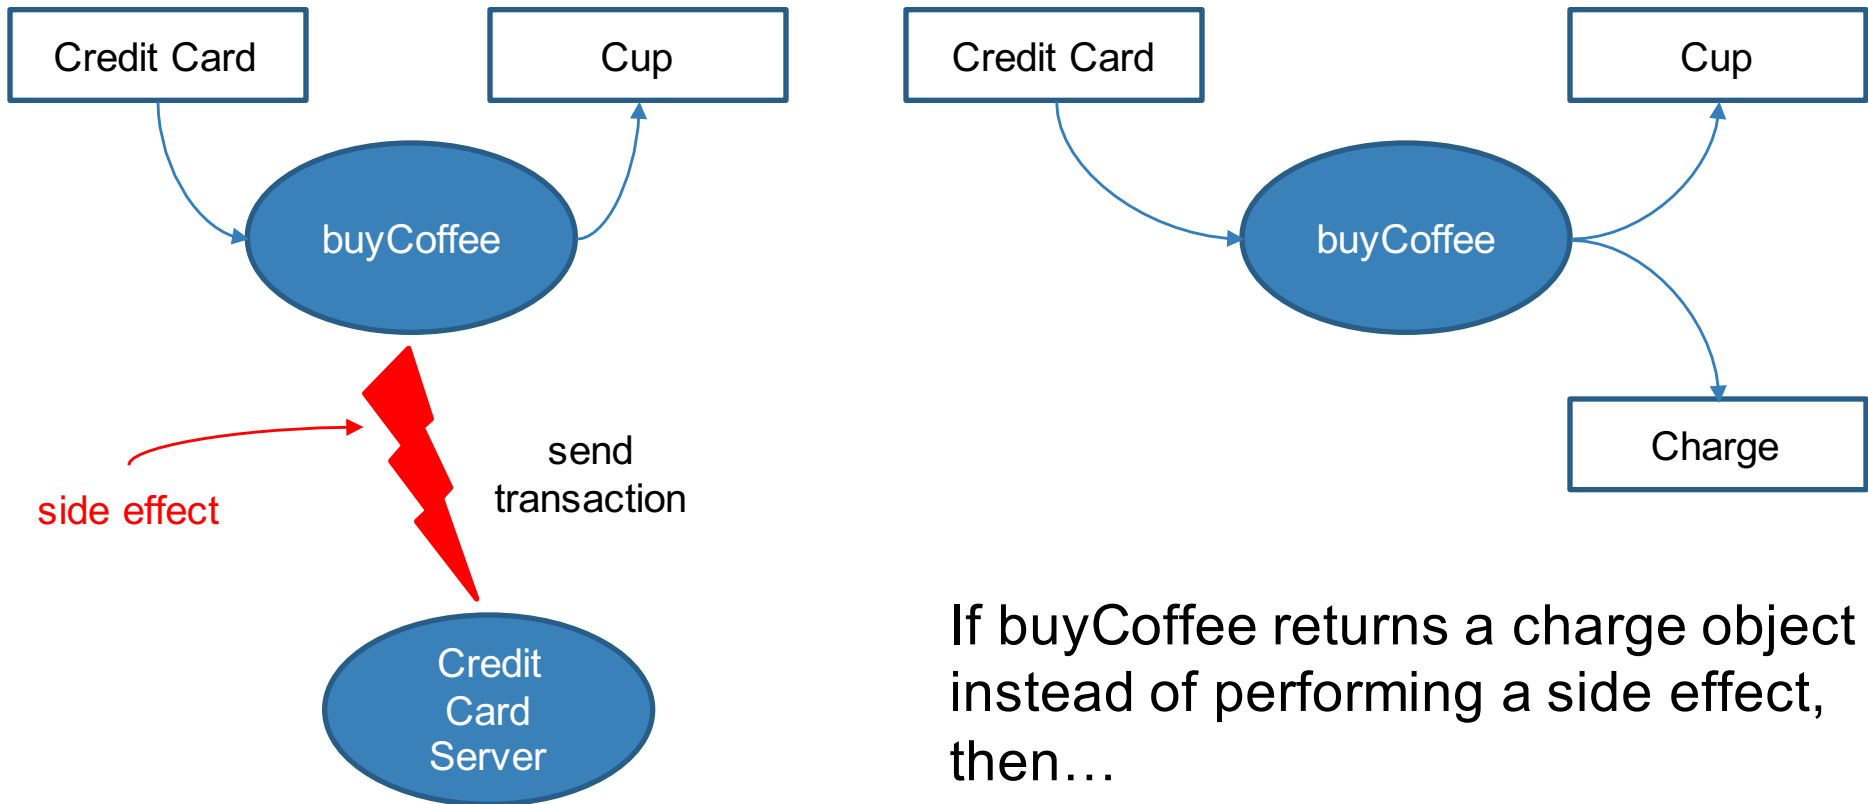 Credit Card
Cup
buyCoffee
side effect
send
transaction
Credit
Card
Server
Credit Card
Cup
buyCoffee
Charge
If buyCoffee returns a charge object
instead of performing a side effect,
then…